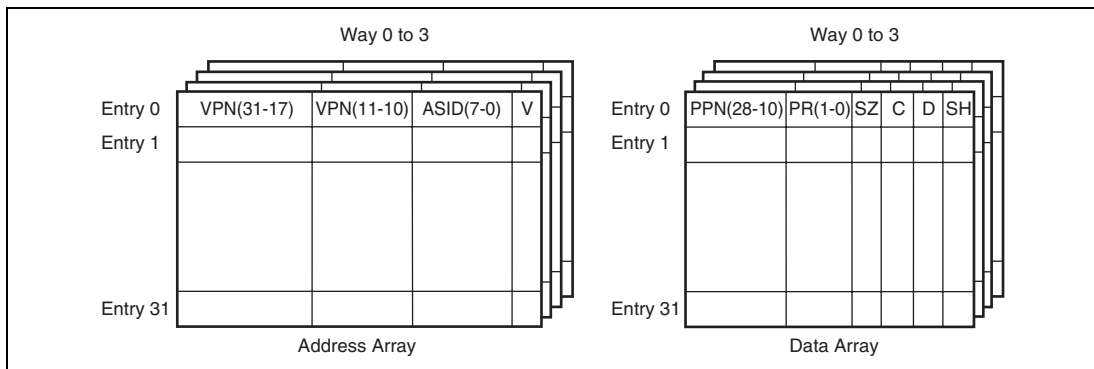 Way 0 to 3
Entry 0 VPN(31-17) VPN(11-10) ASID(7-0) V
Entry 1
Entry 31
Address Array
Way 0 to 3
Entry 0 PPN(28-10) PR(1-0) SZ C D SH
Entry 1
Entry 31
Data Array